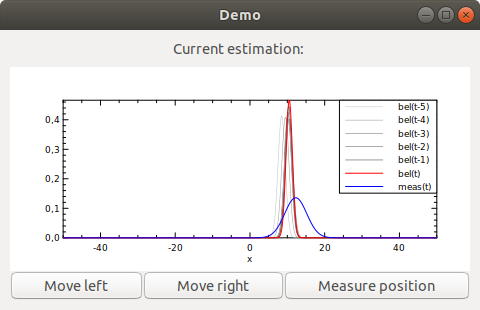 Demo
Current estimation:
bel(t-5)
bel(t-4)
bel(t-3)
bel(t-2)
bel(t-1)
bel(t)
meas(t)
0,4
0,3
0,2
0,1
0,0
-40 -20 0 20 40
x
Move left Move right Measure position